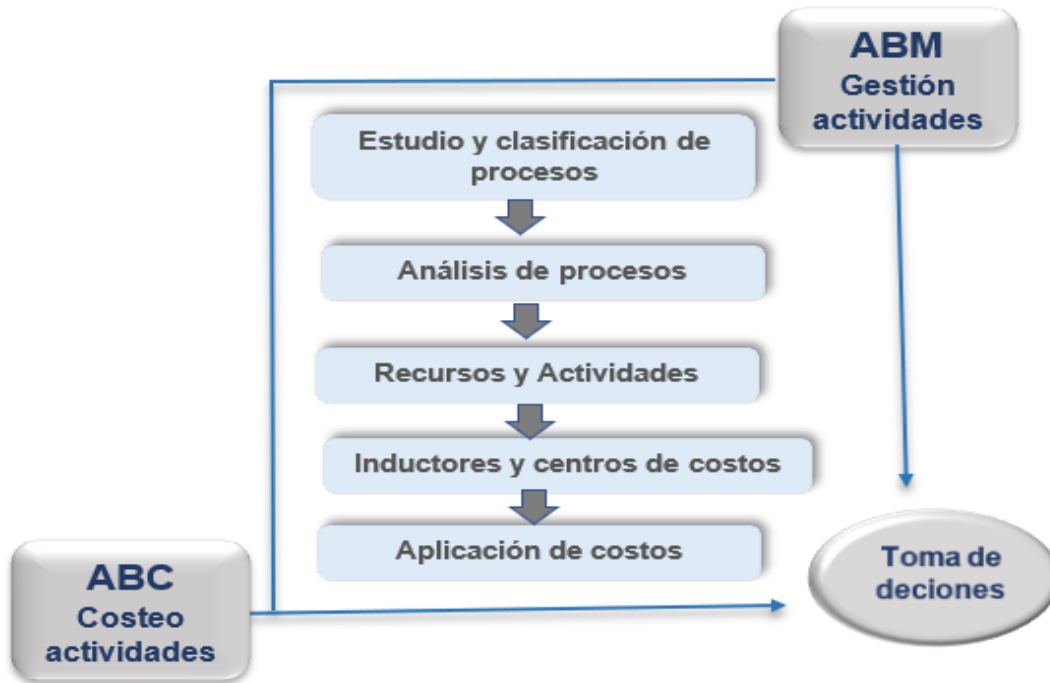 ABM
Gestión
actividades
Estudio y clasificación de
procesos
Análisis de procesos
Recursos y Actividades
Inductores y centros de costos
Aplicación de costos
ABC
Costeo
actividades
Toma de
deciones